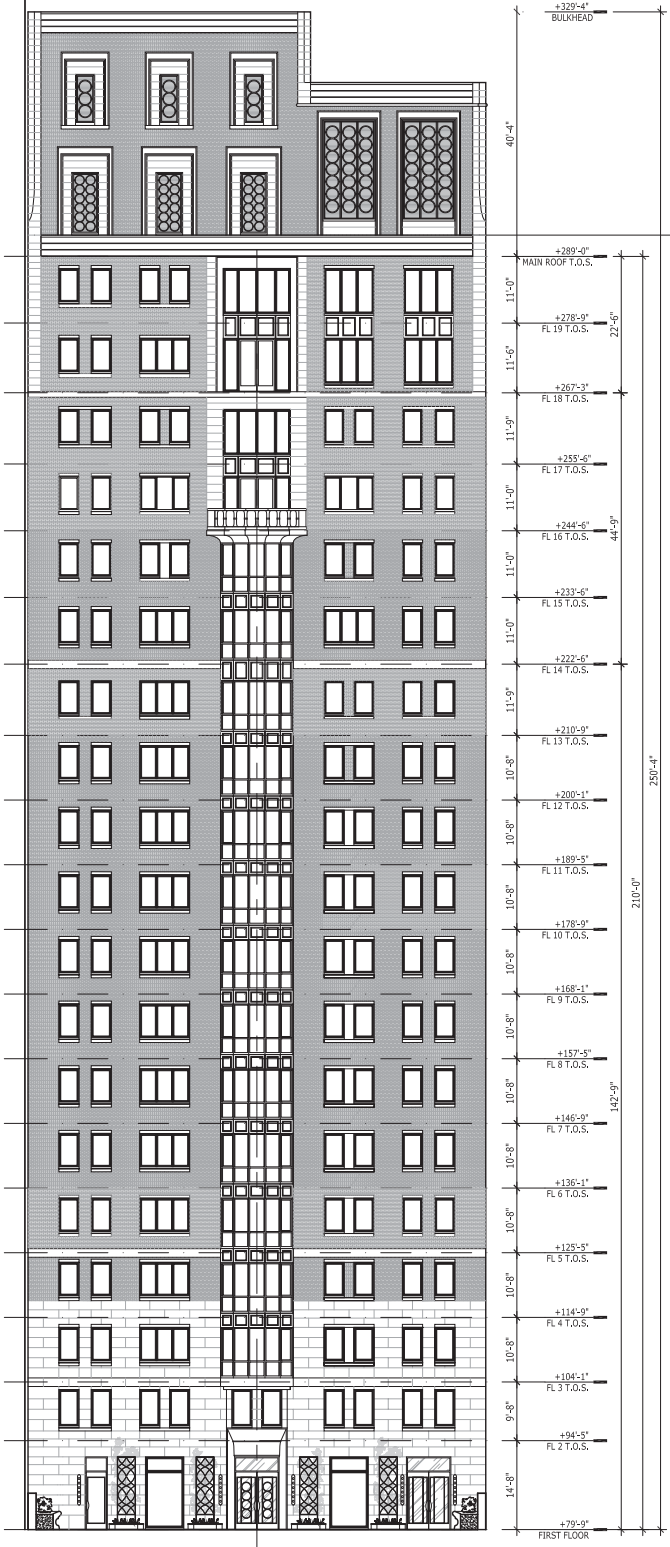 +329'-4"
BULKHEAD
40'-4"
+289'-0"
MAIN ROOF T.O.S.
11'-0"
+278'-9"
FL 19 T.O.S.
22'-6"
11'-6"
+267'-3"
FL 18 T.O.S.
11'-9"
+255'-6"
FL 17 T.O.S.
11'-0"
+244'-6"
FL 16 T.O.S.
44'-9"
11'-0"
+233'-6"
FL 15 T.O.S.
11'-0"
+222'-6"
FL 14 T.O.S.
11'-9"
+210'-9"
FL 13 T.O.S.
10'-8"
250'-4"
+200'-1"
FL 12 T.O.S.
10'-8"
+189'-5"
FL 11 T.O.S.
10'-8"
210'-0"
+178'-9"
FL 10 T.O.S.
10'-8"
+168'-1"
FL 9 T.O.S.
10'-8"
+157'-5"
FL 8 T.O.S.
10'-8"
142'-9"
+146'-9"
FL 7 T.O.S.
10'-8"
+136'-1"
FL 6 T.O.S.
10'-8"
+125'-5"
FL 5 T.O.S.
10'-8"
+114'-9"
FL 4 T.O.S.
10'-8"
+104'-1"
FL 3 T.O.S.
9'-8"
+94'-5"
FL 2 T.O.S.
14'-8"
+79'-9"
FIRST FLOOR